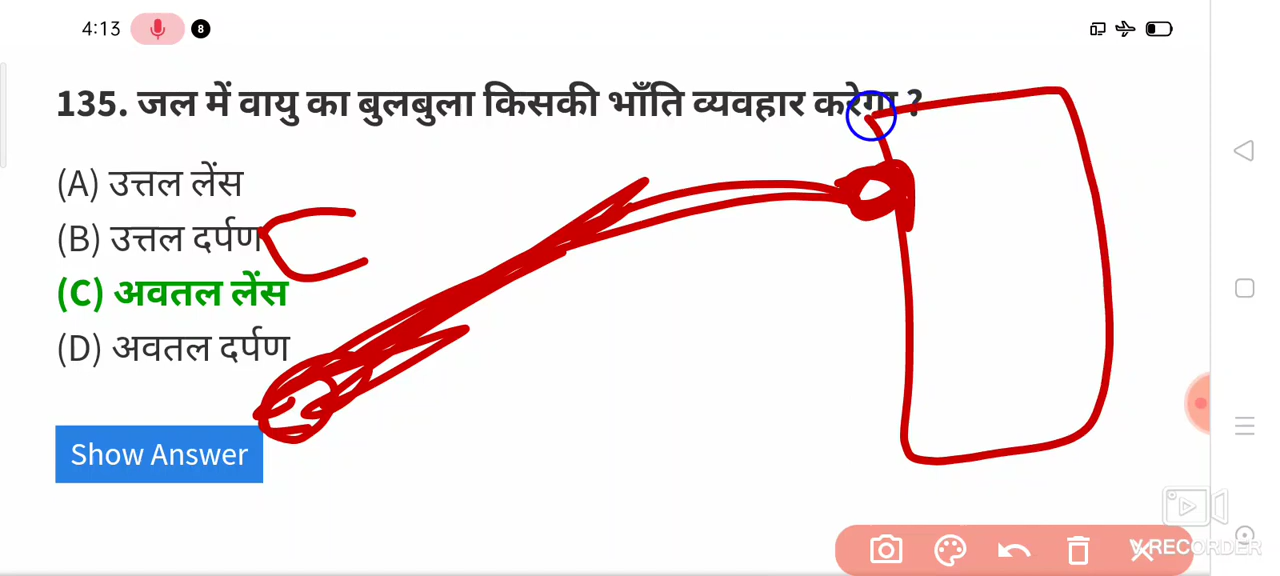 4:13 8
135. जल में वायु का बुलबुला किसकी भाँति व्यवहार करेगा ?
(A) उत्तल लेंस
(B) उत्तल दर्पण
(C) अवतल लेंस
(D) अवतल दर्पण
Show Answer
V RECORDER